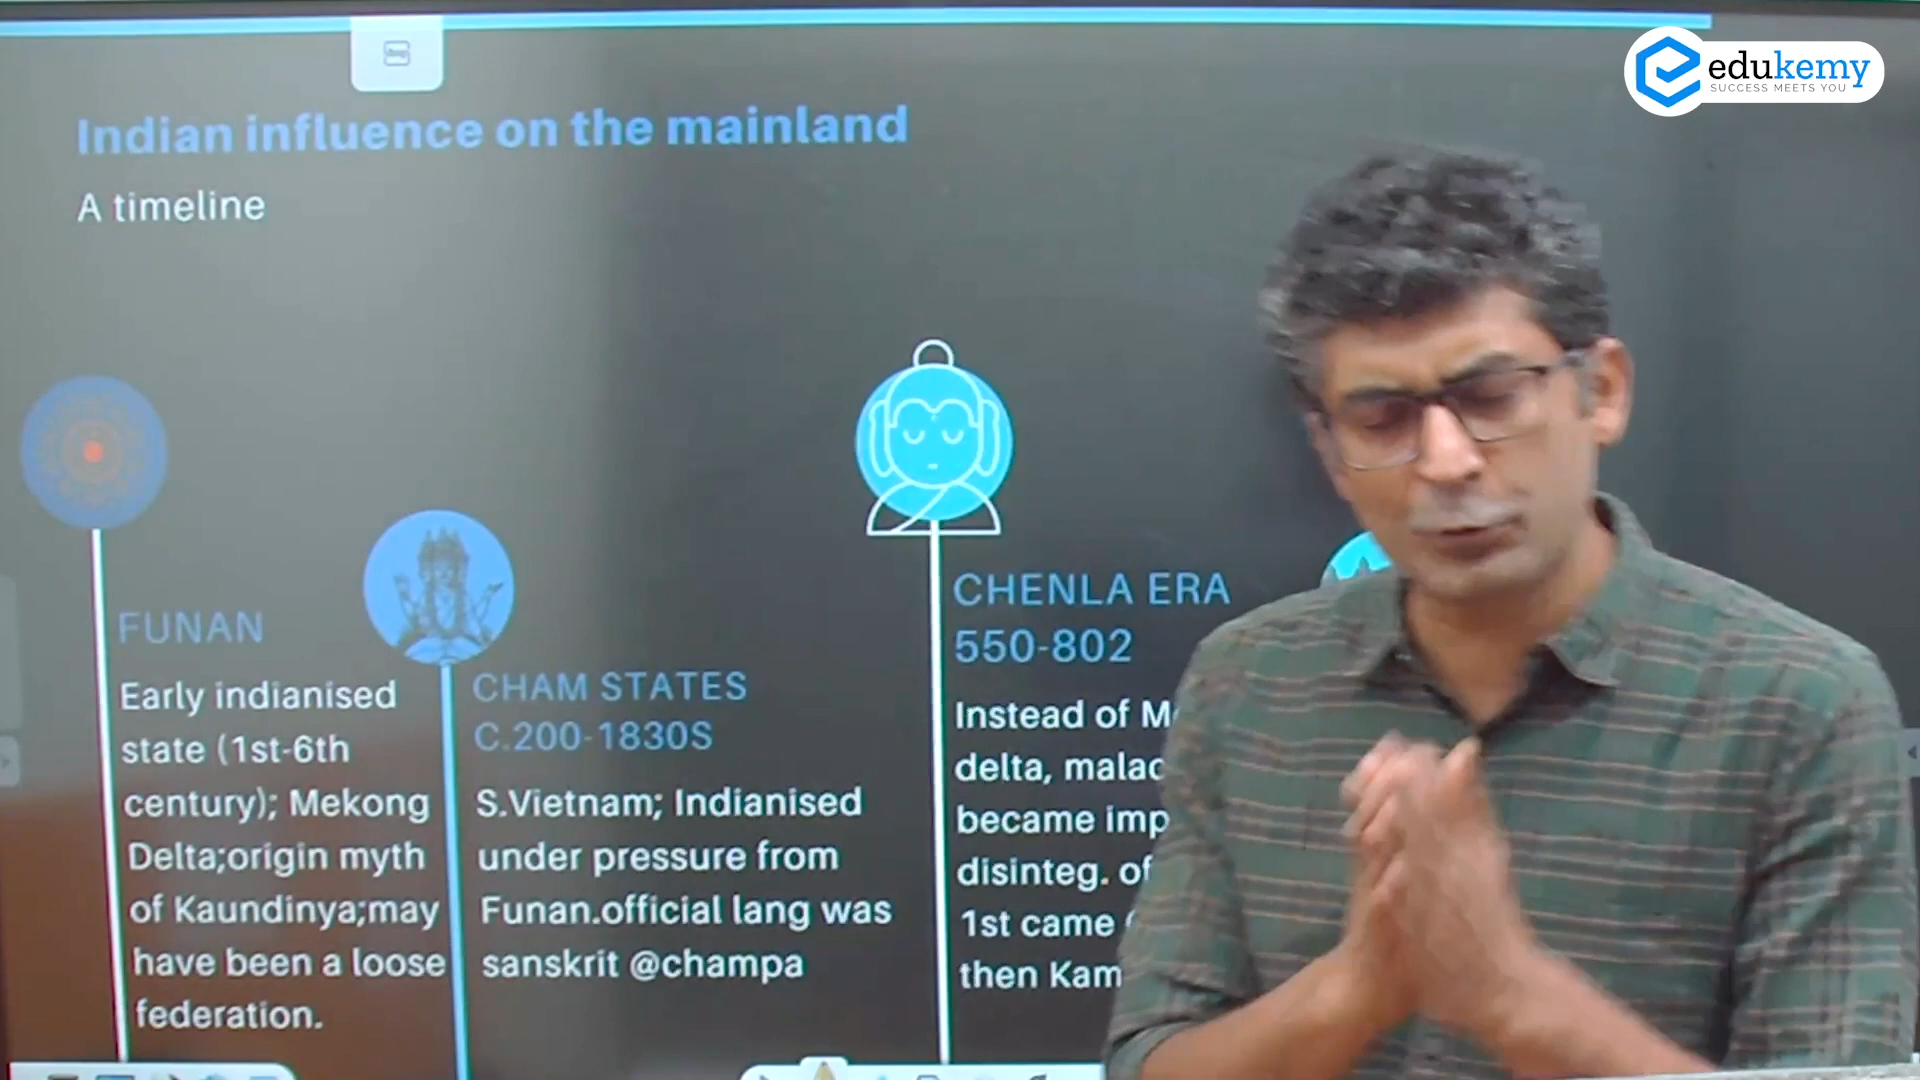 edukemy
SUCCESS MEETS YOU
Indian influence on the mainland
A timeline
FUNAN
Early indianised
state (1st-6th
century); Mekong
Delta;origin myth
of Kaundinya;may
have been a loose
federation.
CHAM STATES
C.200-1830S
S.Vietnam; Indianised
under pressure from
Funan.official lang was
sanskrit @champa
CHENLA ERA
550-802
Instead of
delta,
became
disinteg. of
1st came
then